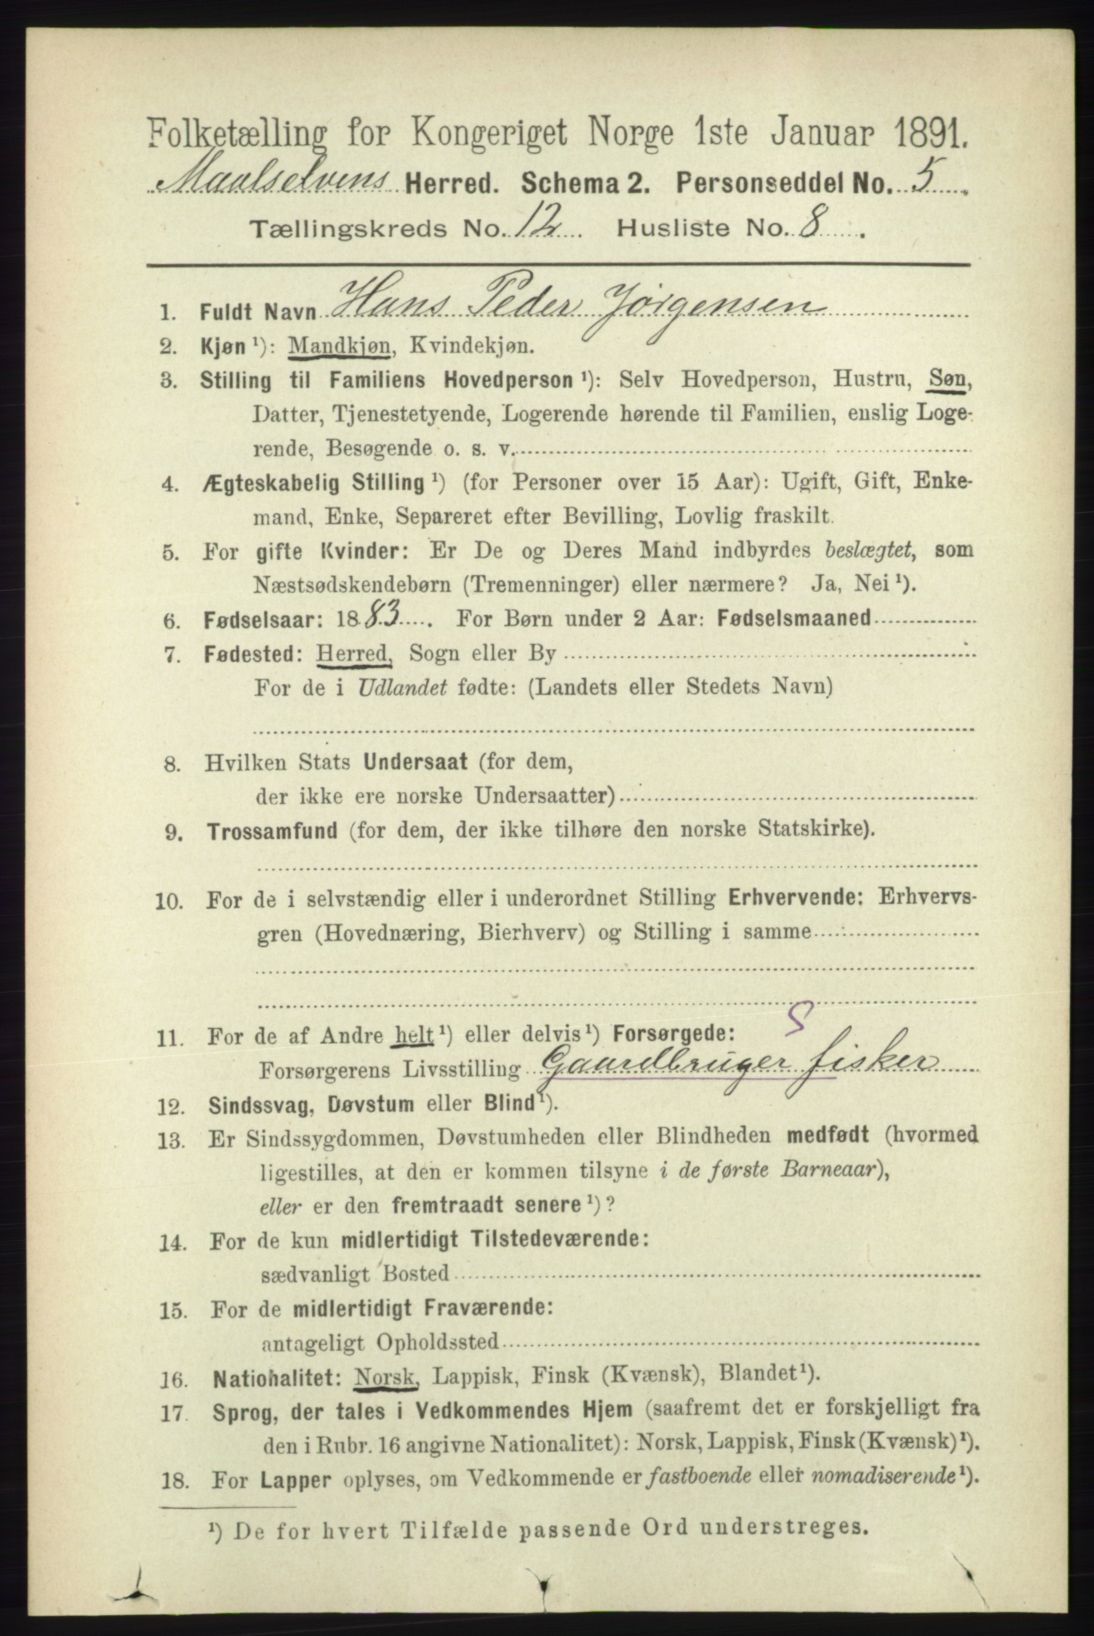 Folketælling for Kongeriget Norge 1ste Januar 1891.
Maalselvens Herred. Schema 2. Personseddel No. 5.
Tællingskreds No. 12. Husliste No. 8.
1. Fuldt Navn Hans Peder Jørgensen
2. Kjøn ¹): Mandkjøn, Kvindekjøn.
3. Stilling til Familiens Hovedperson ¹): Selv Hovedperson, Hustru, Søn,
Datter, Tjenestetyende, Logerende hørende til Familien, enslig Loge-
rende, Besøgende o. s. v.
4. Ægteskabelig Stilling ¹) (for Personer over 15 Aar): Ugift, Gift, Enke-
mand, Enke, Separeret efter Bevilling, Lovlig fraskilt.
5. For gifte Kvinder: Er De og Deres Mand indbyrdes beslægtet, som
Næstsødskendebørn (Tremenninger) eller nærmere? Ja, Nei ¹).
6. Fødselsaar: 1883. For Børn under 2 Aar: Fødselsmaaned
7. Fødested: Herred, Sogn eller By
For de i Udlandet fødte: (Landets eller Stedets Navn)
8. Hvilken Stats Undersaat (for dem,
der ikke ere norske Undersaatter)
9. Trossamfund (for dem, der ikke tilhøre den norske Statskirke).
10. For de i selvstændig eller i underordnet Stilling Erhvervende: Erhvervs-
gren (Hovednæring, Bierhverv) og Stilling i samme
S
11. For de af Andre helt ¹) eller delvis ¹) Forsørgede:
Forsørgerens Livsstilling Gaardbruger fisker
12. Sindssvag, Døvstum eller Blind ¹).
13. Er Sindssygdommen, Døvstumheden eller Blindheden medfødt (hvormed
ligestilles, at den er kommen tilsyne i de første Barneaar),
eller er den fremtraadt senere ¹)?
14. For de kun midlertidigt Tilstedeværende:
sædvanligt Bosted
15. For de midlertidigt Fraværende:
antageligt Opholdssted
16. Nationalitet: Norsk, Lappisk, Finsk (Kvænsk), Blandet ¹).
17. Sprog, der tales i Vedkommendes Hjem (saafremt det er forskjelligt fra
den i Rubr. 16 angivne Nationalitet): Norsk, Lappisk, Finsk (Kvænsk) ¹).
18. For Lapper oplyses, om Vedkommende er fastboende eller nomadiserende ¹).
¹) De for hvert Tilfælde passende Ord understreges.